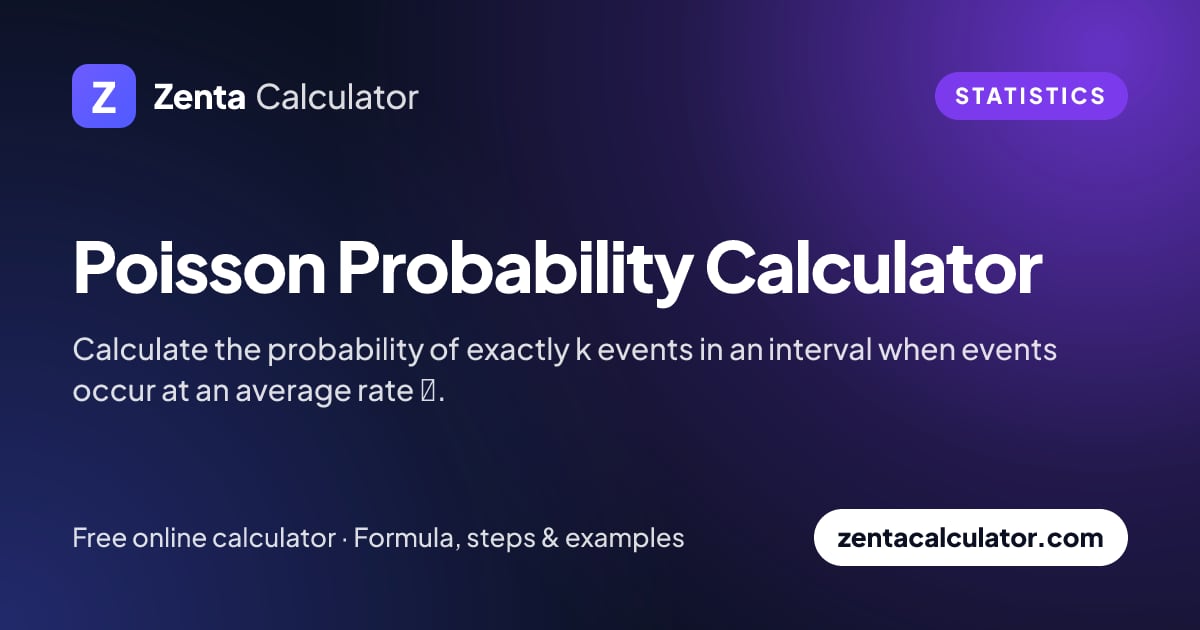 Z
Zenta Calculator
STATISTICS
Poisson Probability Calculator
Calculate the probability of exactly k events in an interval when events
occur at an average rate .
Free online calculator · Formula, steps & examples
zentacalculator.com